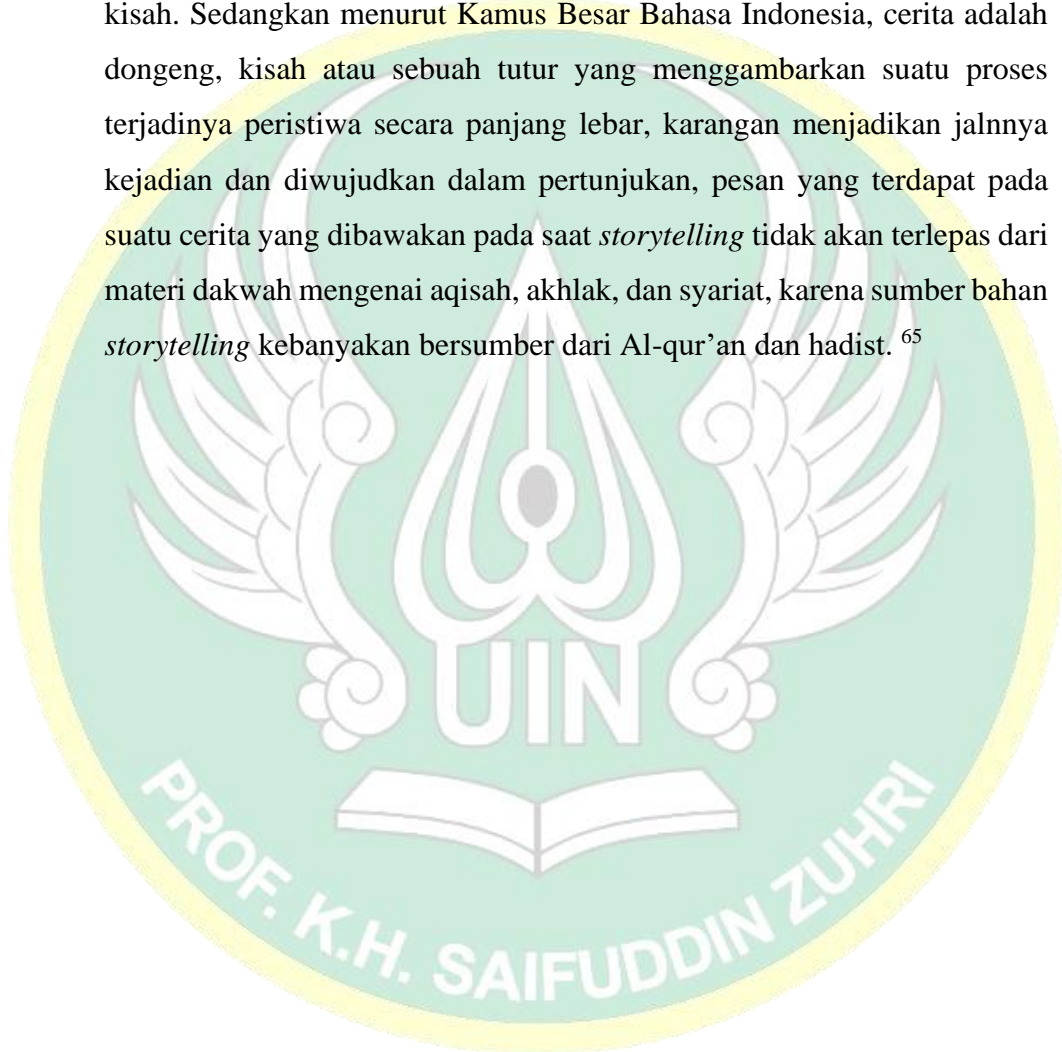 kisah. Sedangkan menurut Kamus Besar Bahasa Indonesia, cerita adalah
dongeng, kisah atau sebuah tutur yang menggambarkan suatu proses
terjadinya peristiwa secara panjang lebar, karangan menjadikan jalnnya
kejadian dan diwujudkan dalam pertunjukan, pesan yang terdapat pada
suatu cerita yang dibawakan pada saat storytelling tidak akan terlepas dari
materi dakwah mengenai aqisah, akhlak, dan syariat, karena sumber bahan
storytelling kebanyakan bersumber dari Al-qur’an dan hadist. 65
UIN
PROF. K.H. SAIFUDDIN ZUHRI